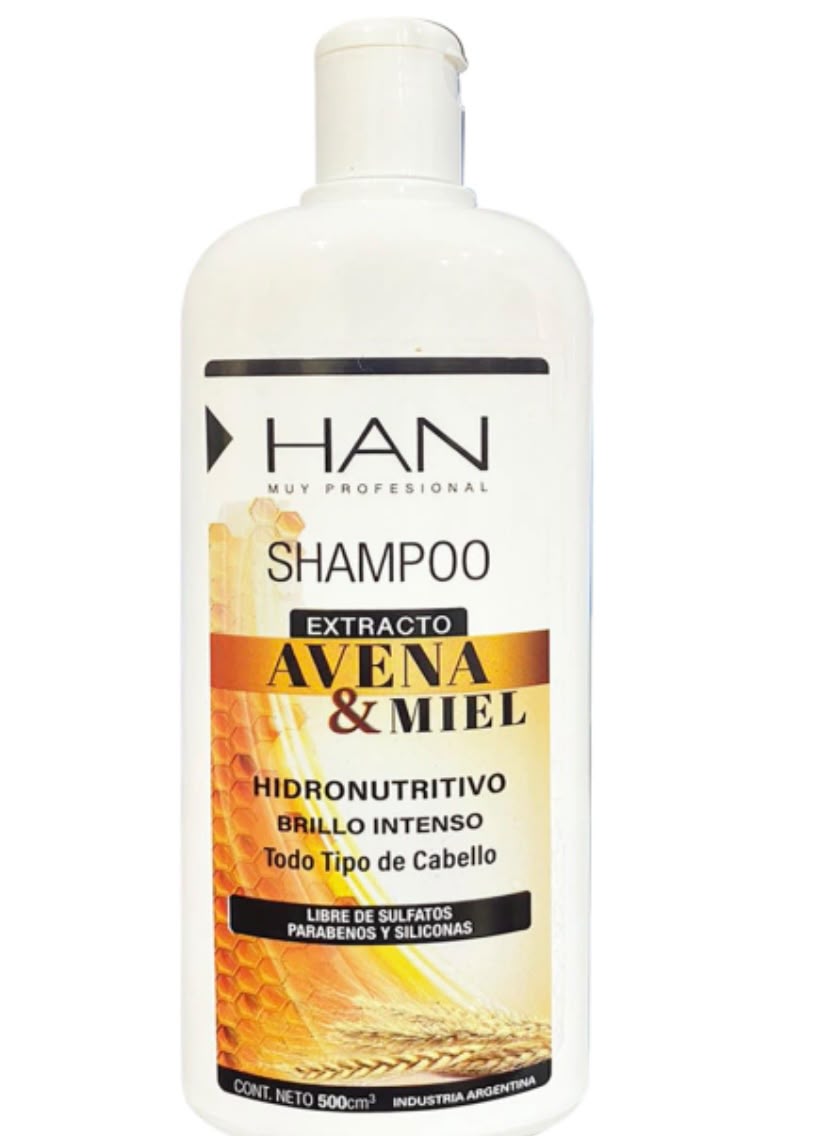 HAN
MUY PROFESIONAL
SHAMPOO
EXTRACTO
AVENA
& MIEL
HIDRONUTRITIVO
BRILLO INTENSO
Todo Tipo de Cabello
LIBRE DE SULFATOS
PARABENOS Y SILICONAS
CONT. NETO 500cm³ INDUSTRIA ARGENTINA